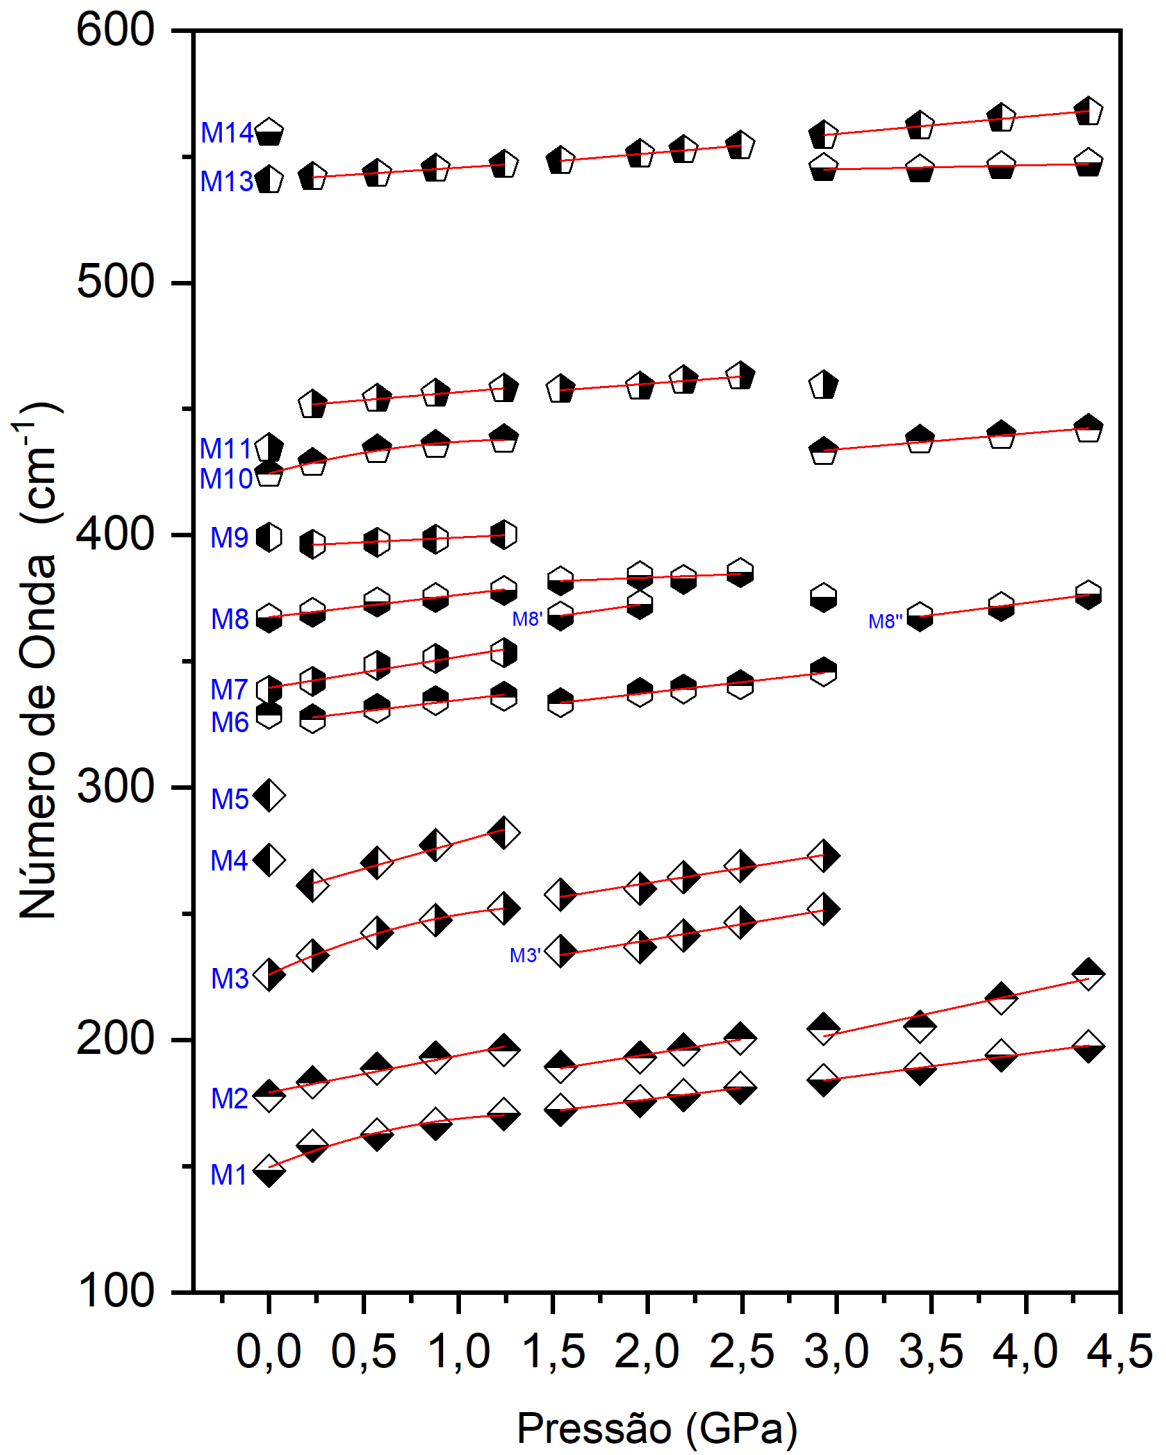 600
500
400
300
200
100
Número de Onda (cm-1)
M14
M13
M11
M10
M9
M8
M8'
M8''
M7
M6
M5
M4
M3
M3'
M2
M1
0,0 0,5 1,0 1,5 2,0 2,5 3,0 3,5 4,0 4,5
Pressão (GPa)